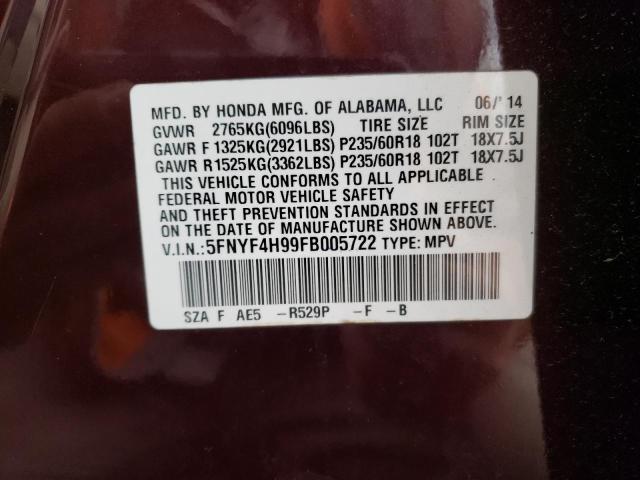 MFD. BY HONDA MFG. OF ALABAMA, LLC 06/'14
GVWR 2765KG(6096LBS) TIRE SIZE RIM SIZE
GAWR F 1325KG(2921LBS) P235/60R18 102T 18X7.5J
GAWR R1525KG(3362LBS) P235/60R18 102T 18X7.5J
THIS VEHICLE CONFORMS TO ALL APPLICABLE
FEDERAL MOTOR VEHICLE SAFETY
AND THEFT PREVENTION STANDARDS IN EFFECT
ON THE DATE OF MANUFACTURE SHOWN ABOVE.
V.I.N.:5FNYF4H99FB005722 TYPE: MPV
SZA F AE5 -R529P -F -B